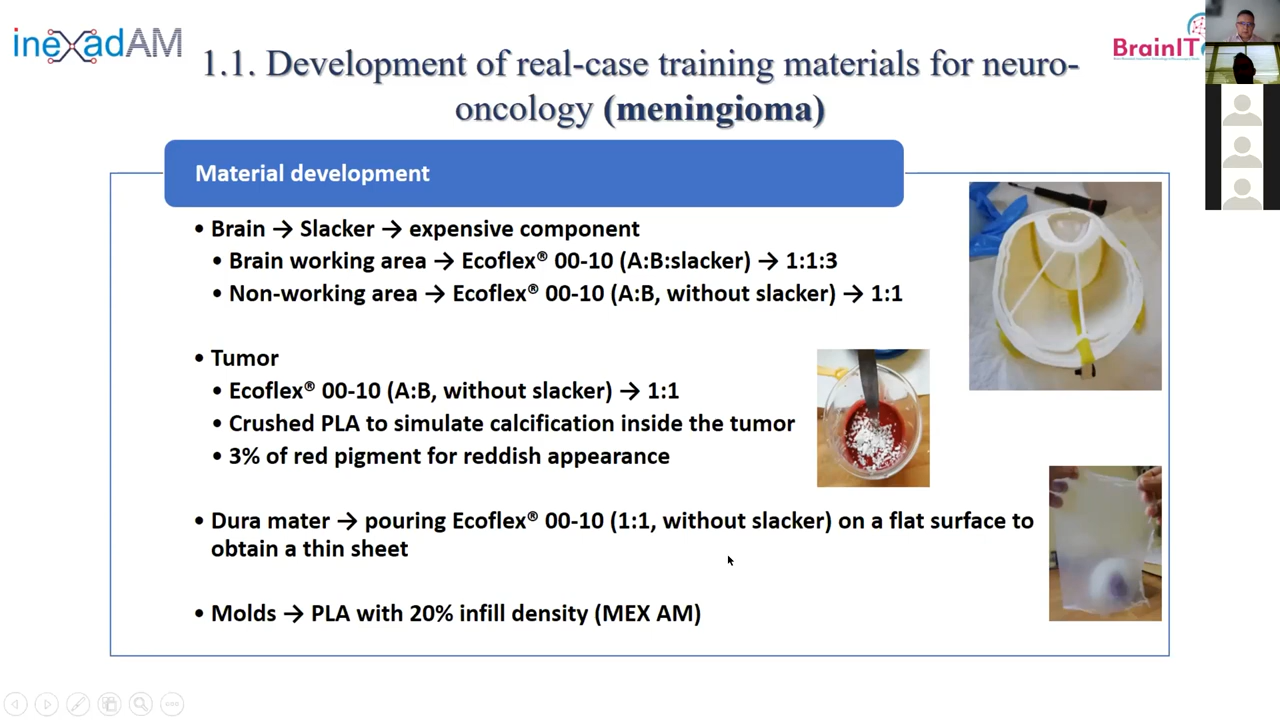 inexadAM
BrainIT
1.1. Development of real-case training materials for neuro-
oncology (meningioma)
Material development
• Brain → Slacker → expensive component
• Brain working area → Ecoflex® 00-10 (A:B:slacker) → 1:1:3
• Non-working area → Ecoflex® 00-10 (A:B, without slacker) → 1:1
• Tumor
• Ecoflex® 00-10 (A:B, without slacker) → 1:1
• Crushed PLA to simulate calcification inside the tumor
• 3% of red pigment for reddish appearance
• Dura mater → pouring Ecoflex® 00-10 (1:1, without slacker) on a flat surface to
obtain a thin sheet
• Molds → PLA with 20% infill density (MEX AM)